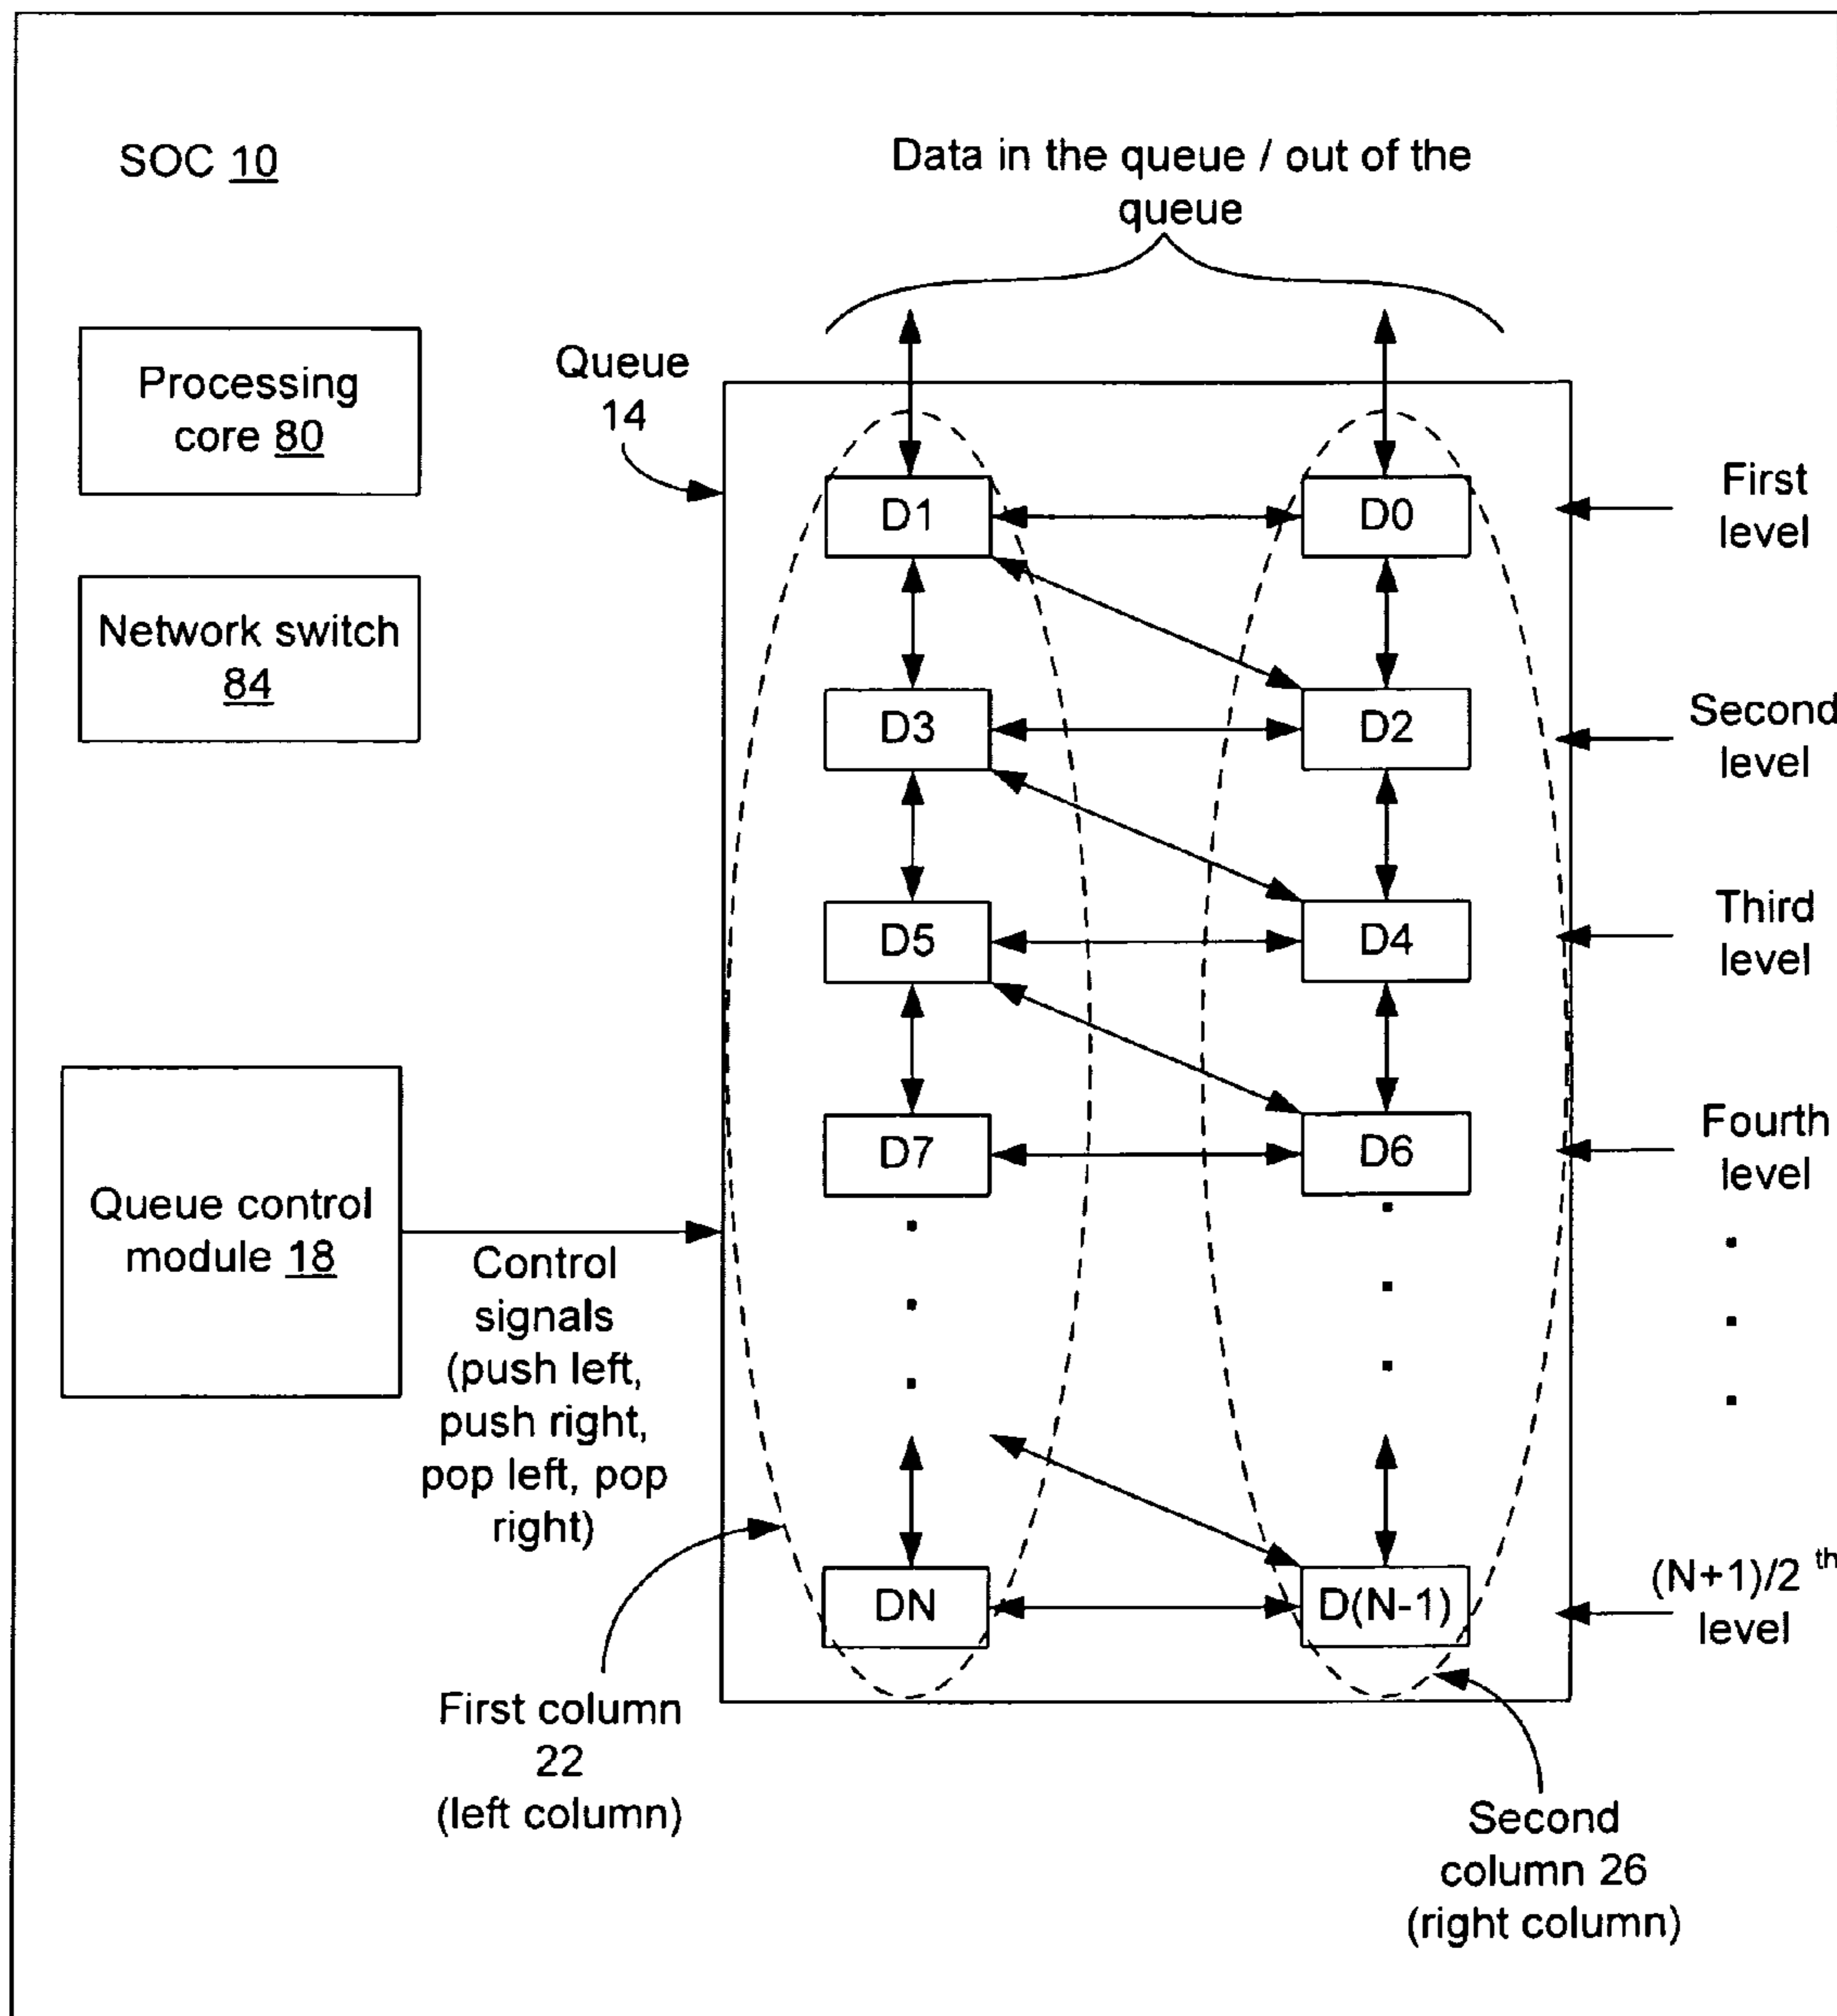 SOC 10
Data in the queue / out of the
queue
Processing
core 80
Queue
14
Network switch
84
D1
D0
First
level
D3
D2
Second
level
D5
D4
Third
level
D7
D6
Fourth
level
Queue control
module 18
Control
signals
(push left,
push right,
pop left, pop
right)
DN
D(N-1)
(N+1)/2 th
level
First column
22
(left column)
Second
column 26
(right column)